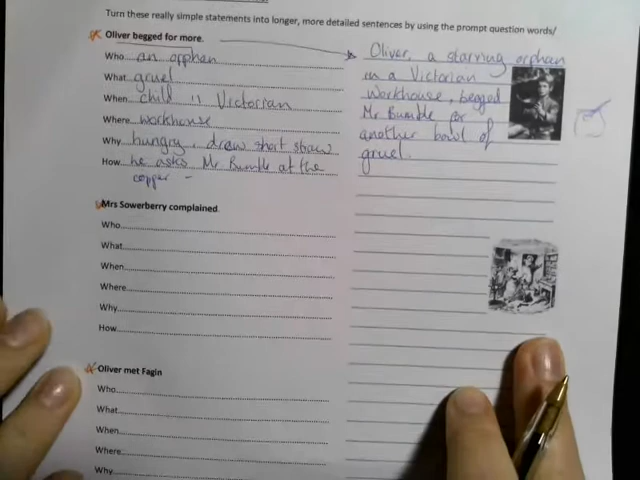 Turn these really simple statements into longer, more detailed sentences by using the prompt question words/
Oliver begged for more.
Who an orphan
What gruel
When child in Victorian
Where workhouse
Why hungry, drew short straw
How he asks Mr Bumble at the
copper -
Oliver, a starving orphan
in a Victorian
Workhouse, begged
Mr Bumble for
another bowl of
gruel.
Mrs Sowerberry complained.
Who
What
When
Where
Why
How
Oliver met Fagin
Who
What
When
Where
Why